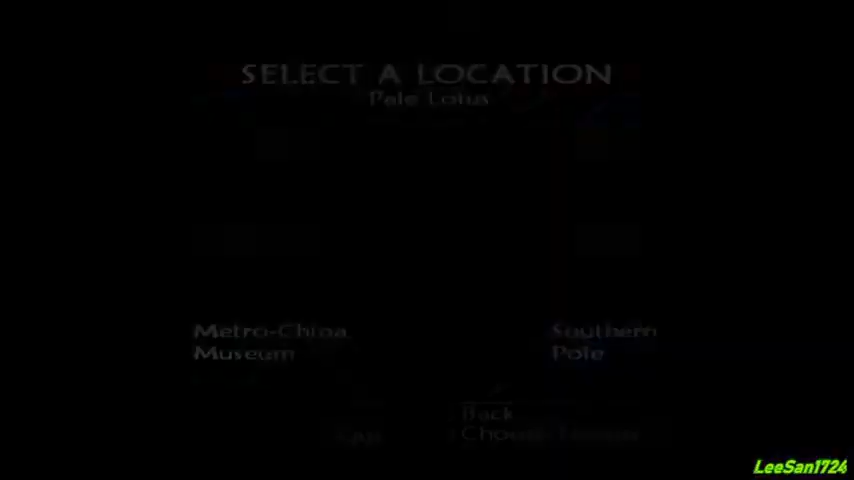 SELECT A LOCATION
Pale Lotus
Metro-China
Museum
Southern
Pole
Back
LeeSan1724